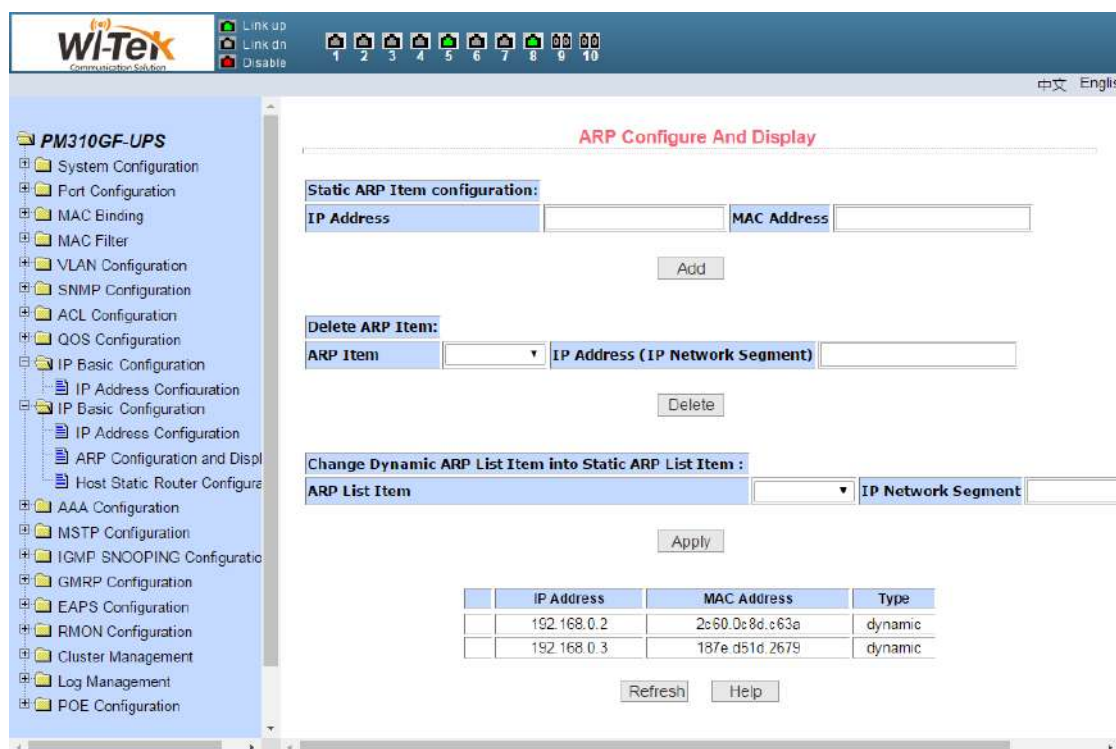 WI-Tek
Communication Solution
Link up
Link dn
Disable
1 2 3 4 5 6 7 8 9 10
中文 Englis
PM310GF-UPS
System Configuration
Port Configuration
MAC Binding
MAC Filter
VLAN Configuration
SNMP Configuration
ACL Configuration
QOS Configuration
IP Basic Configuration
IP Address Configuration
IP Basic Configuration
IP Address Configuration
ARP Configuration and Displ
Host Static Router Configura
AAA Configuration
MSTP Configuration
IGMP SNOOPING Configuratio
GMRP Configuration
EAPS Configuration
RMON Configuration
Cluster Management
Log Management
POE Configuration
ARP Configure And Display
Static ARP Item configuration:
IP Address MAC Address
Add
Delete ARP Item:
ARP Item IP Address (IP Network Segment)
Delete
Change Dynamic ARP List Item into Static ARP List Item :
ARP List Item IP Network Segment
Apply
IP Address MAC Address Type
192.168.0.2 2c60.0c8d.c63a dynamic
192.168.0.3 187e.d51d.2679 dynamic
Refresh Help